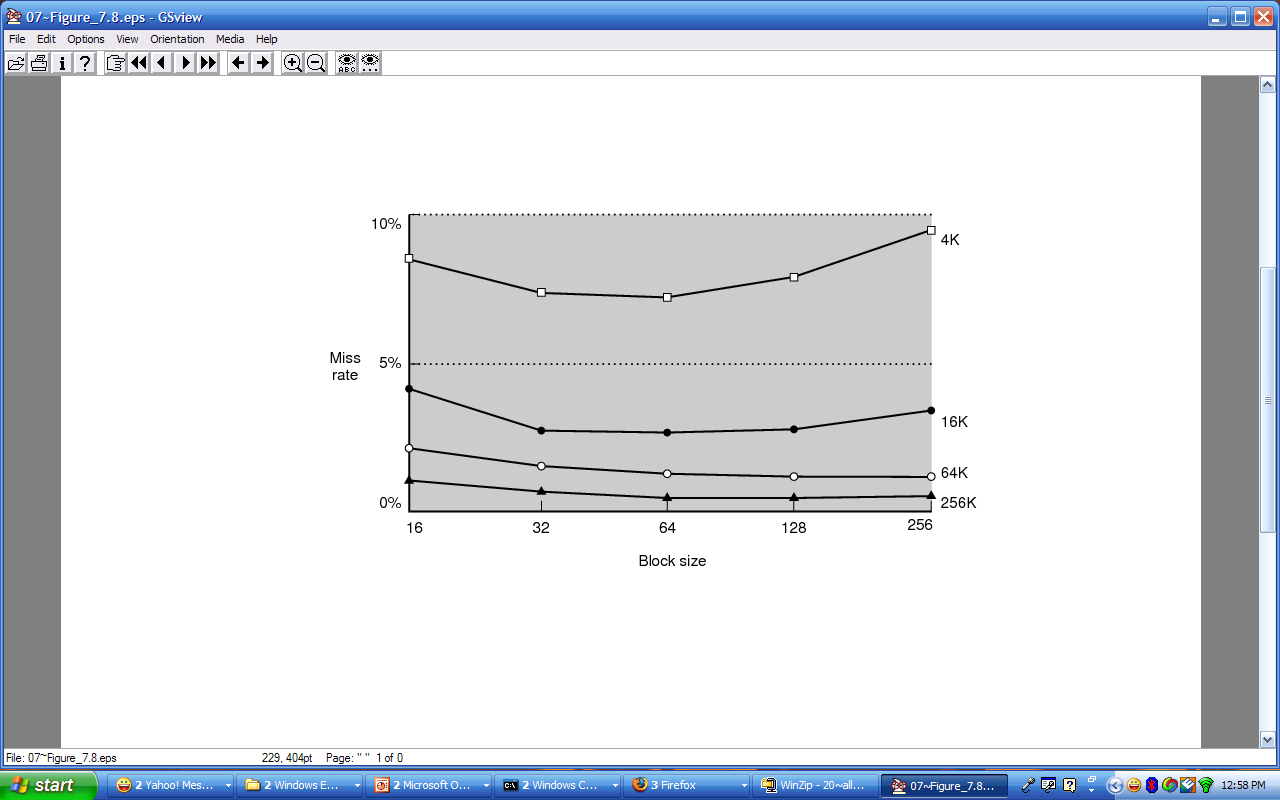 07~Figure_7.8.eps - GSview
File Edit Options View Orientation Media Help
ABC
10%
4K
Miss
rate
5%
16K
64K
0%
256K
16 32 64 128 256
Block size
File: 07~Figure_7.8.eps 229, 404pt Page: " " 1 of 0
start 2 Yahoo! Mes... 2 Windows E... 2 Microsoft O... 2 Windows C... 3 Firefox WinZip - 20~all... 07~Figure_7.8... 12:58 PM